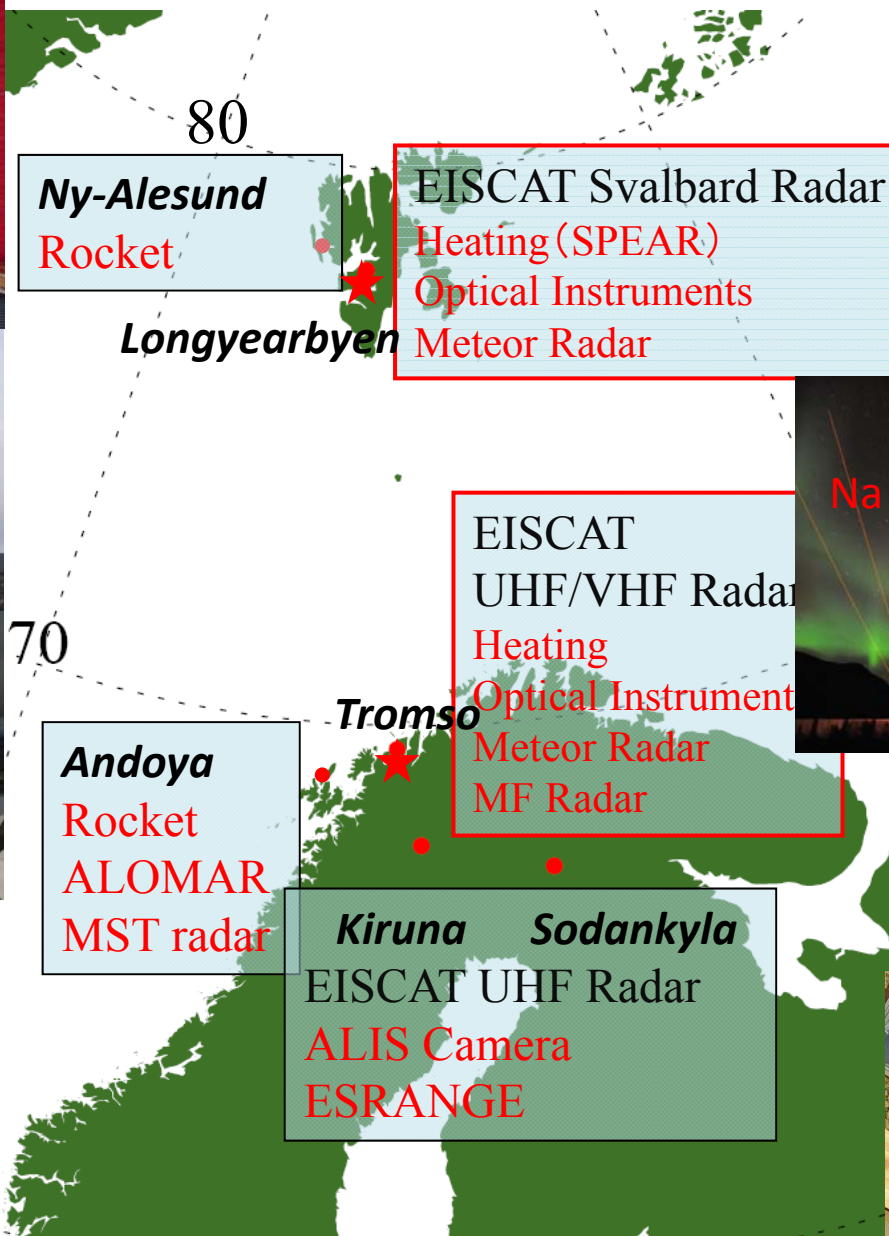 80
Ny-Alesund
Rocket
EISCAT Svalbard Radar
Heating（SPEAR）
Optical Instruments
Meteor Radar
Longyearbyen
Na
EISCAT
UHF/VHF Radar
Heating
Optical Instrument
Meteor Radar
MF Radar
70
Tromso
Andoya
Rocket
ALOMAR
MST radar
Kiruna Sodankyla
EISCAT UHF Radar
ALIS Camera
ESRANGE